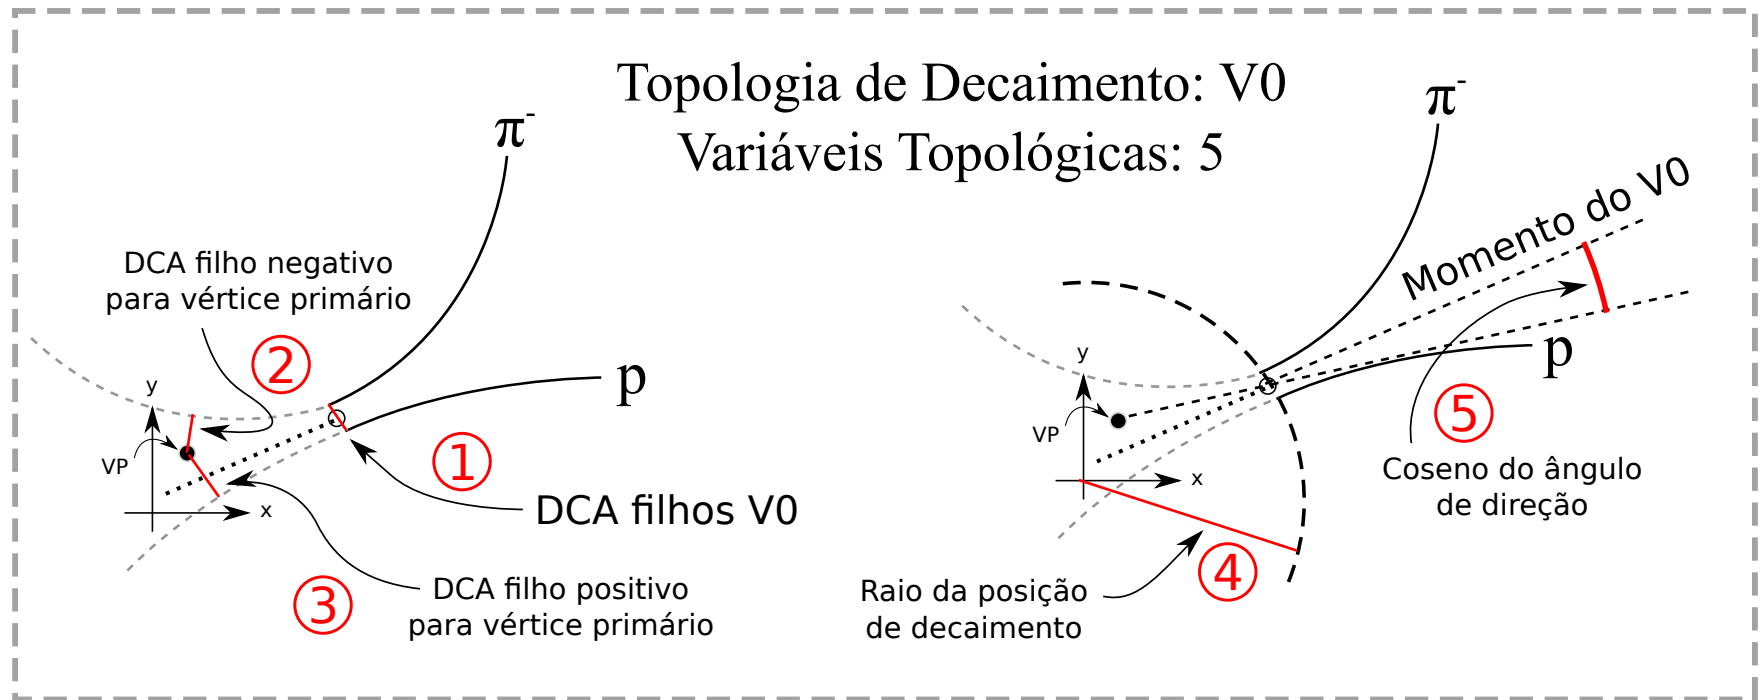 Topologia de Decaimento: V0
Variáveis Topológicas: 5
π-
DCA filho negativo
para vértice primário
2
y
p
VP
x
1
DCA filhos V0
3
DCA filho positivo
para vértice primário
π-
Momento do V0
y
p
VP
x
5
Coseno do ângulo
de direção
4
Raio da posição
de decaimento